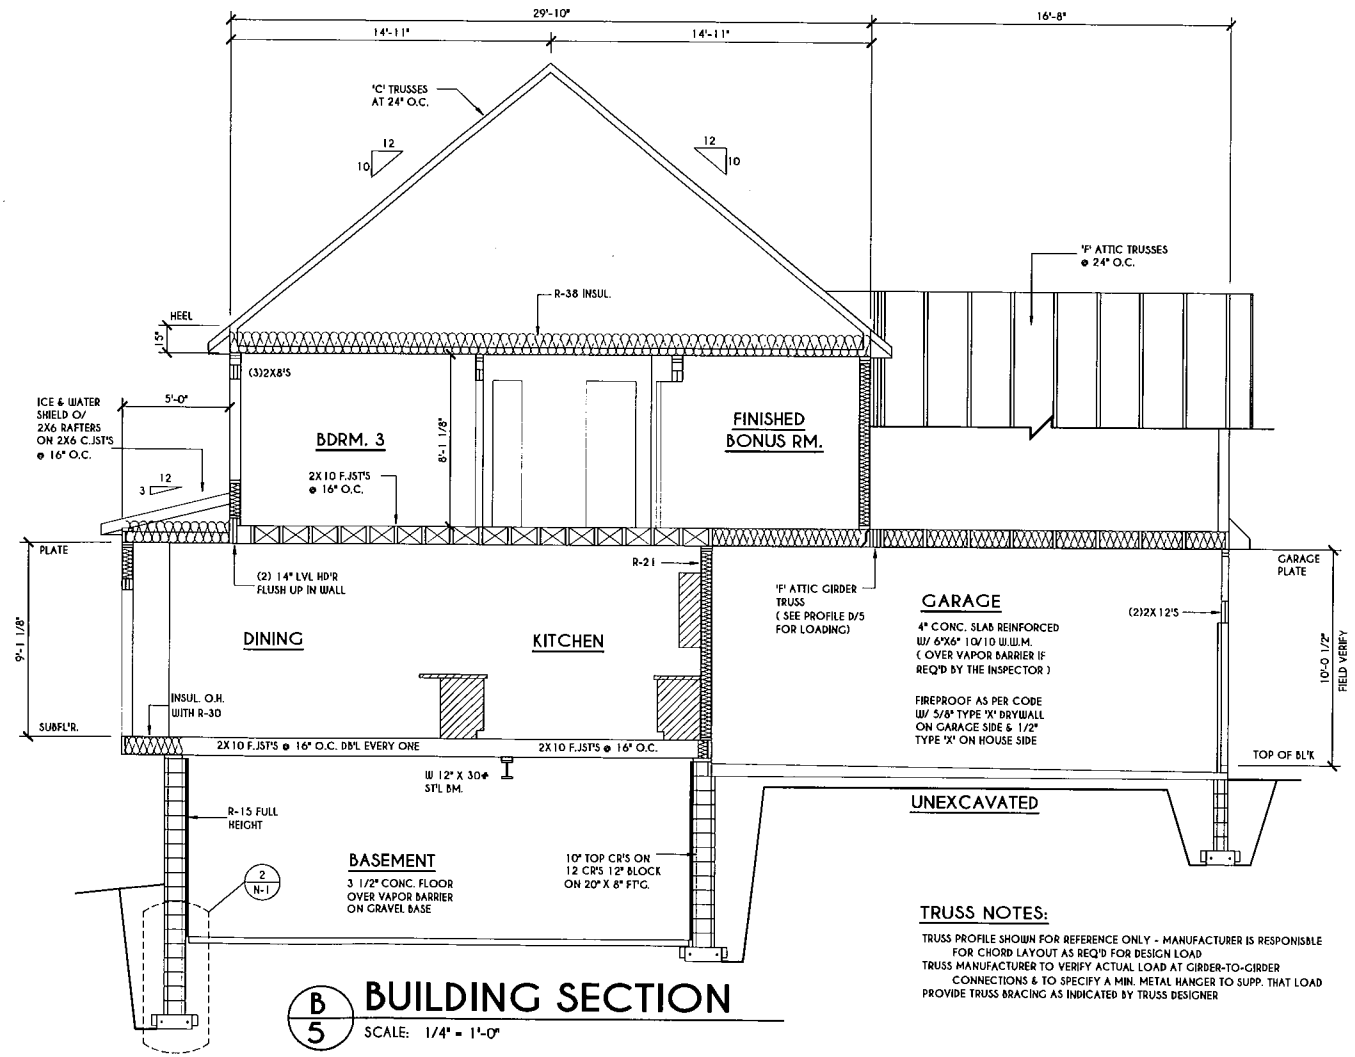 29'-10"
16'-8"
14'-11"
14'-11"
'C' TRUSSES
AT 24" O.C.
12
10
12
10
'F' ATTIC TRUSSES
@ 24" O.C.
R-38 INSUL.
HEEL
15"
(3)2X8'S
ICE & WATER
SHIELD O/
2X6 RAFTERS
ON 2X6 C.JST'S
@ 16" O.C.
5'-0"
12
3
BDRM. 3
8'-1 1/8"
FINISHED
BONUS RM.
2X10 F.JST'S
@ 16" O.C.
PLATE
(2) 14" LVL HD'R
FLUSH UP IN WALL
R-21
'F' ATTIC GIRDER
TRUSS
( SEE PROFILE D/5
FOR LOADING)
GARAGE
PLATE
GARAGE
4" CONC. SLAB REINFORCED
W/ 6"X6" 10/10 W.W.M.
( OVER VAPOR BARRIER IF
REQ'D BY THE INSPECTOR )
(2)2X12'S
DINING
KITCHEN
9'-1 1/8"
10'-0 1/2"
FIELD VERIFY
INSUL. O.H.
WITH R-30
FIREPROOF AS PER CODE
W/ 5/8" TYPE 'X' DRYWALL
ON GARAGE SIDE & 1/2"
TYPE 'X' ON HOUSE SIDE
SUBFL'R.
2X10 F.JST'S @ 16" O.C. DB'L EVERY ONE
2X10 F.JST'S @ 16" O.C.
TOP OF BL'K
W 12" X 30#
ST'L BM.
UNEXCAVATED
R-15 FULL
HEIGHT
BASEMENT
3 1/2" CONC. FLOOR
OVER VAPOR BARRIER
ON GRAVEL BASE
10" TOP CR'S ON
12 CR'S 12" BLOCK
ON 20" X 8" FT'G.
2
N-1
TRUSS NOTES:
TRUSS PROFILE SHOWN FOR REFERENCE ONLY - MANUFACTURER IS RESPONISBLE
FOR CHORD LAYOUT AS REQ'D FOR DESIGN LOAD
TRUSS MANUFACTURER TO VERIFY ACTUAL LOAD AT GIRDER-TO-GIRDER
CONNECTIONS & TO SPECIFY A MIN. METAL HANGER TO SUPP. THAT LOAD
PROVIDE TRUSS BRACING AS INDICATED BY TRUSS DESIGNER
B
5
BUILDING SECTION
SCALE: 1/4" = 1'-0"